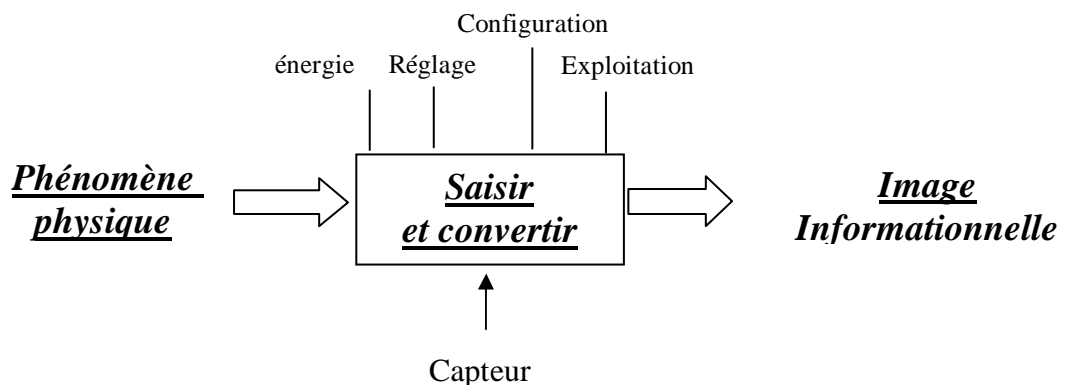 Configuration
énergie Réglage Exploitation
Phénomène physique
Saisir
et convertir
Image
Informationnelle
Capteur